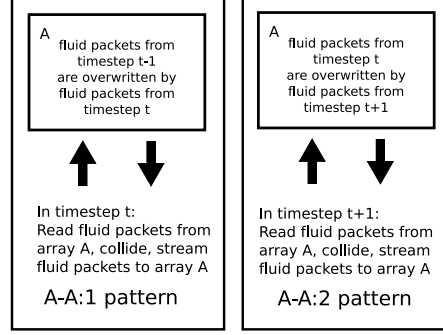 A
fluid packets from
timestep t-1
are overwritten by
fluid packets from
timestep t
In timestep t:
Read fluid packets from
array A, collide, stream
fluid packets to array A
A-A:1 pattern
A
fluid packets from
timestep t
are overwritten by
fluid packets from
timestep t+1
In timestep t+1:
Read fluid packets from
array A, collide, stream
fluid packets to array A
A-A:2 pattern